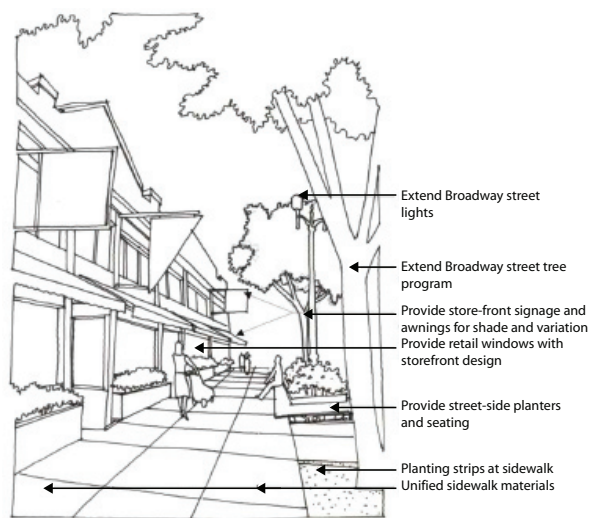 Extend Broadway street
lights
Extend Broadway street tree
program
Provide store-front signage and
awnings for shade and variation
Provide retail windows with
storefront design
Provide street-side planters
and seating
Planting strips at sidewalk
Unified sidewalk materials